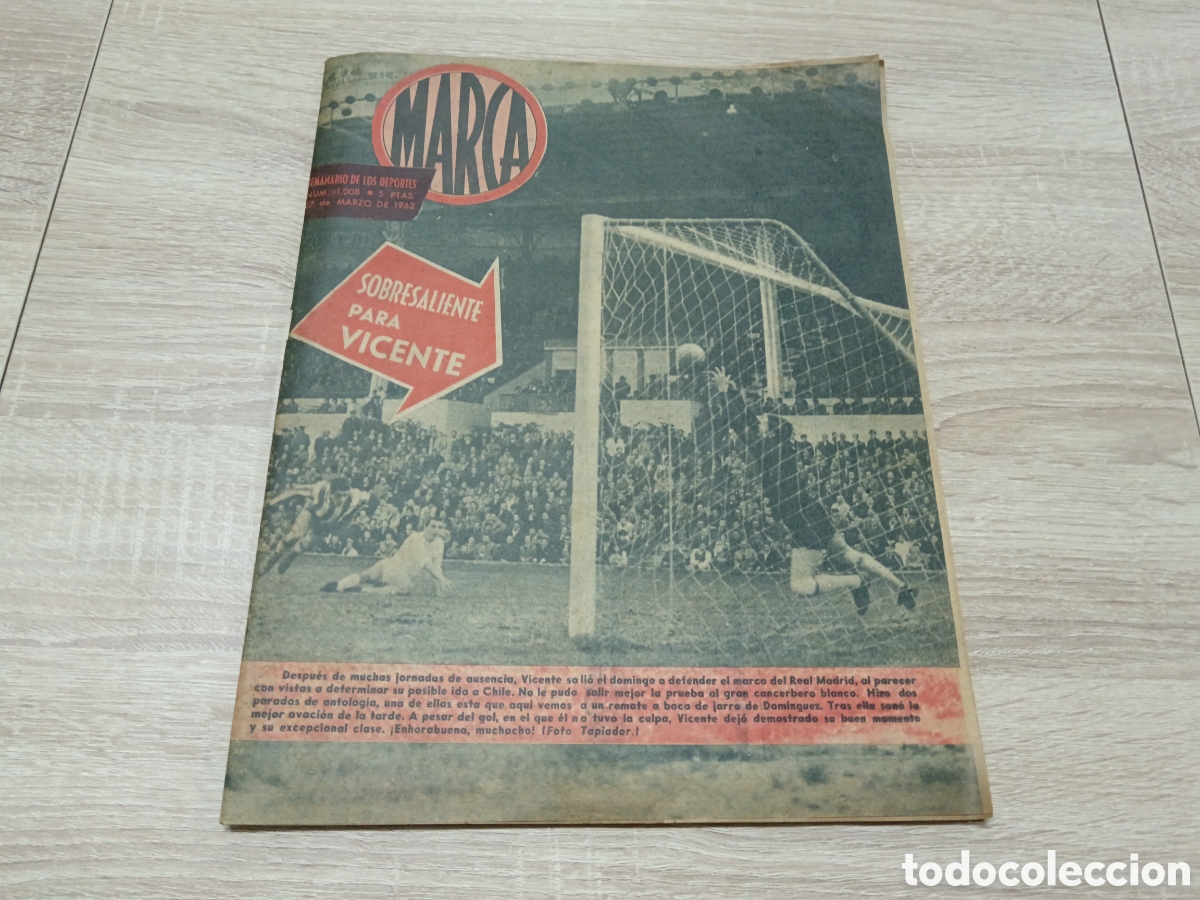 MARCA
SEMANARIO DE LOS DEPORTES
NUM. 1.008 ★ 5 PTAS.
DE MARZO DE 1962
SOBRESALIENTE
PARA
VICENTE
Después de muchas jornadas de ausencia, Vicente salió el domingo a defender el marco del Real Madrid, al parecer
con vistas a determinar su posible ida a Chile. No le pudo salir mejor la prueba al gran cancerbero blanco. Hizo dos
paradas de antología, una de ellas esta que aquí vemos a un remate a boca de jarro de Domínguez. Tras ella sonó la
mejor ovación de la tarde. A pesar del gol, en el que él no tuvo la culpa, Vicente dejó demostrado su buen momento
y su excepcional clase. ¡Enhorabuena, muchacho! (Foto Tapiador.)
todocoleccion